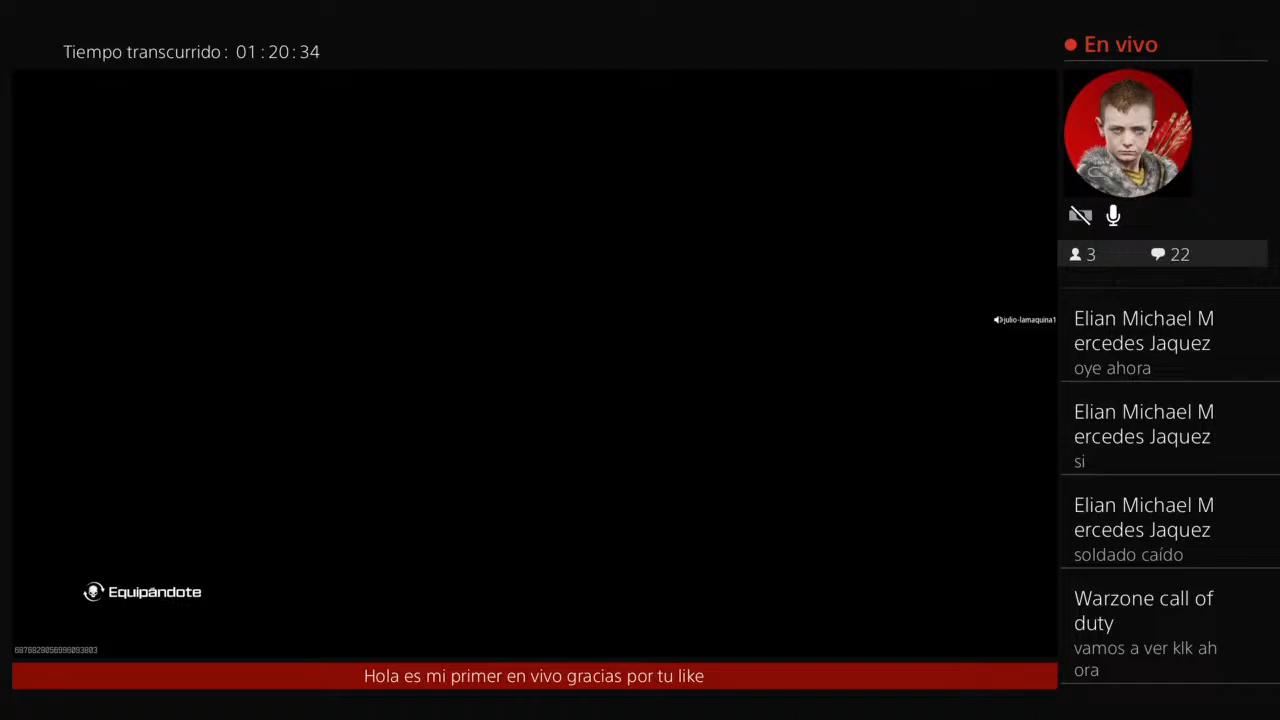 Tiempo transcurrido: 01:20:34
En vivo
3
22
julio-lamaquina1
Elian Michael M
ercedes Jaquez
oye ahora
Elian Michael M
ercedes Jaquez
si
Elian Michael M
ercedes Jaquez
soldado caído
Warzone call of
duty
vamos a ver klk ah
ora
Equipándote
Hola es mi primer en vivo gracias por tu like